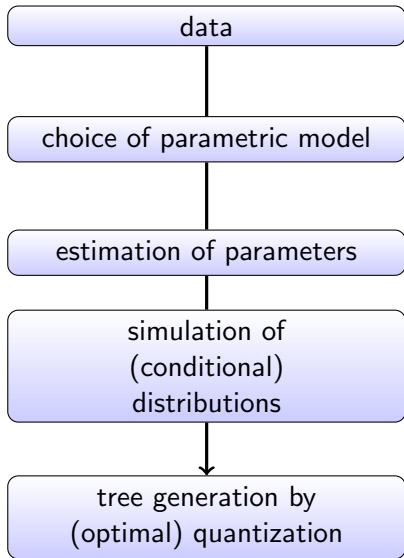 data
choice of parametric model
estimation of parameters
simulation of
(conditional)
distributions
tree generation by
(optimal) quantization